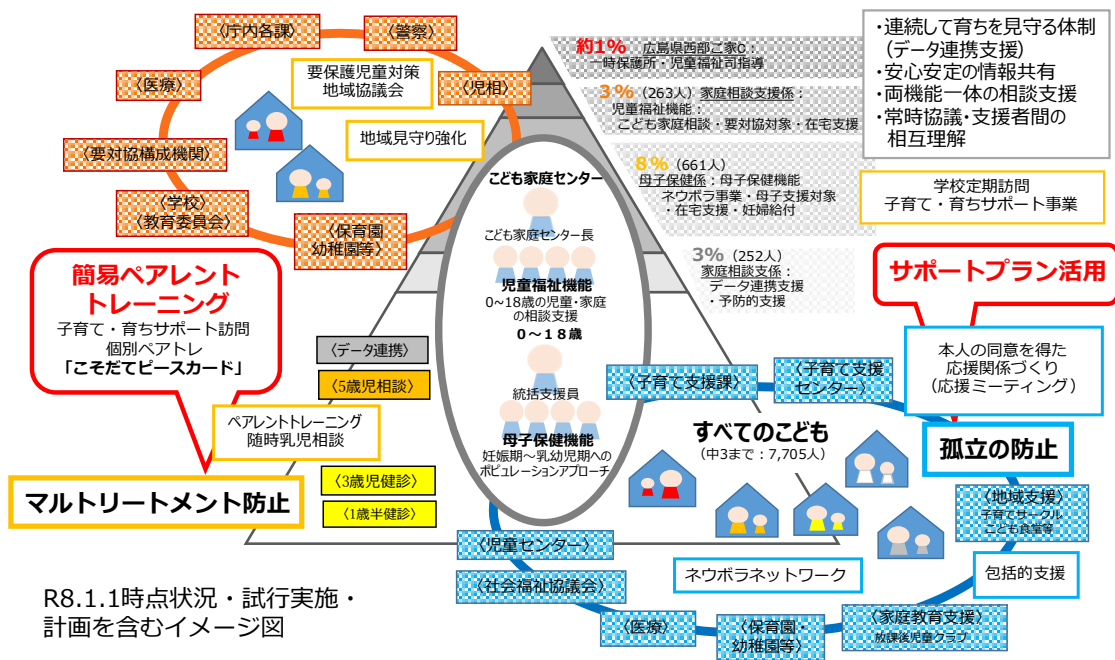 〈庁内各課〉
〈警察〉
〈医療〉
要保護児童対策
地域協議会
〈児相〉
地域見守り強化
〈要対協構成機関〉
〈学校〉
〈教育委員会〉
〈保育園
幼稚園等〉
約1%　広島県西部こ家C：
一時保護所・児童福祉司指導
3％（263人）家庭相談支援係：
児童福祉機能：
こども家庭相談・要対協対象・在宅支援
8％（661人）
母子保健係：母子保健機能
ネウボラ事業・母子支援対象
・在宅支援・妊婦給付
3%（252人）
家庭相談支係：
データ連携支援
・予防的支援
・連続して育ちを見守る体制
（データ連携支援）
・安心安定の情報共有
・両機能一体の相談支援
・常時協議・支援者間の
相互理解
学校定期訪問
子育て・育ちサポート事業
こども家庭センター
こども家庭センター長
児童福祉機能
0~18歳の児童・家庭
の相談支援
０～１８歳
統括支援員
母子保健機能
妊娠期～乳幼児期への
ポピュレーションアプローチ
簡易ペアレント
トレーニング
子育て・育ちサポート訪問
個別ペアトレ
「こそだてピースカード」
〈データ連携〉
〈5歳児相談〉
ペアレントトレーニング
随時乳児相談
〈3歳児健診〉
〈1歳半健診〉
マルトリートメント防止
サポートプラン活用
本人の同意を得た
応援関係づくり
（応援ミーティング）
孤立の防止
〈子育て支援課〉
〈子育て支援
センター〉
すべてのこども
（中3まで：7,705人）
〈地域支援〉
子育てサークル
こども食堂等
〈児童センター〉
〈社会福祉協議会〉
ネウボラネットワーク
包括的支援
〈医療〉
〈保育園・
幼稚園等〉
〈家庭教育支援〉
放課後児童クラブ
R8.1.1時点状況・試行実施・
計画を含むイメージ図